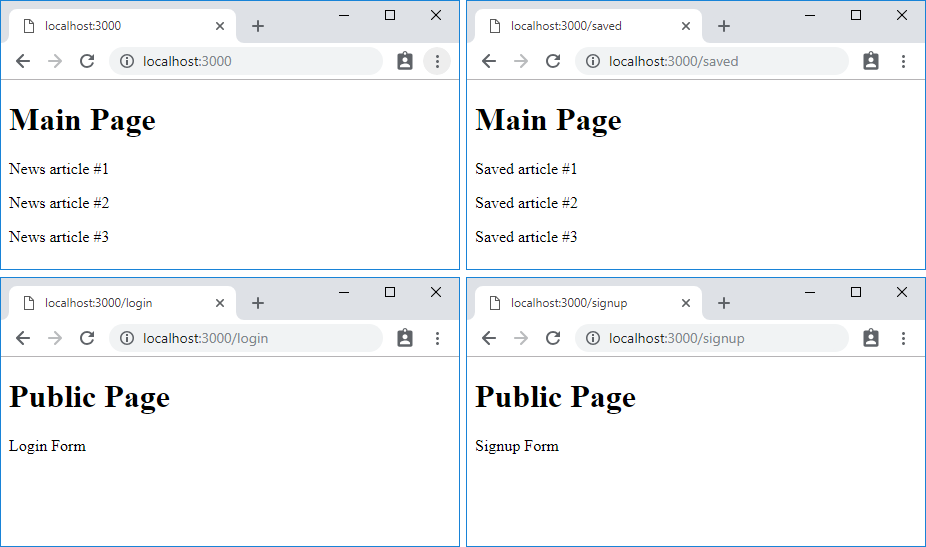 localhost:3000
localhost:3000
Main Page
News article #1
News article #2
News article #3
localhost:3000/saved
localhost:3000/saved
Main Page
Saved article #1
Saved article #2
Saved article #3
localhost:3000/login
localhost:3000/login
Public Page
Login Form
localhost:3000/signup
localhost:3000/signup
Public Page
Signup Form